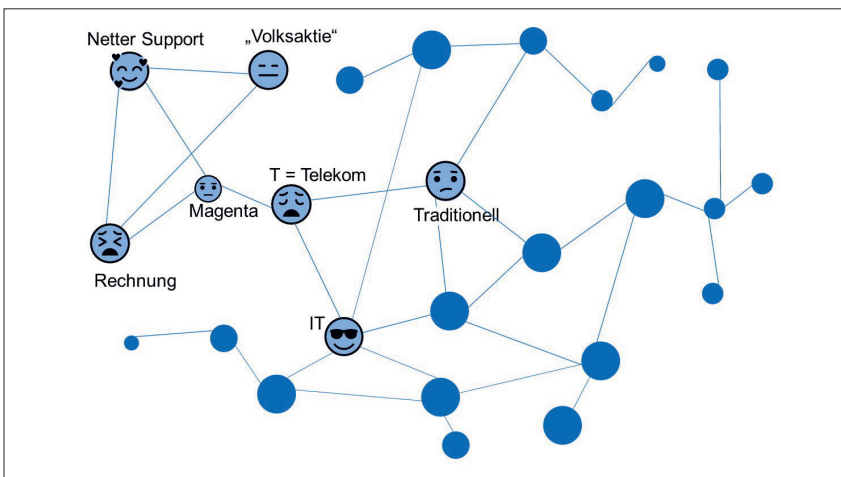 Netter Support
„Volksaktie“
T = Telekom
Magenta
Traditionell
Rechnung
IT